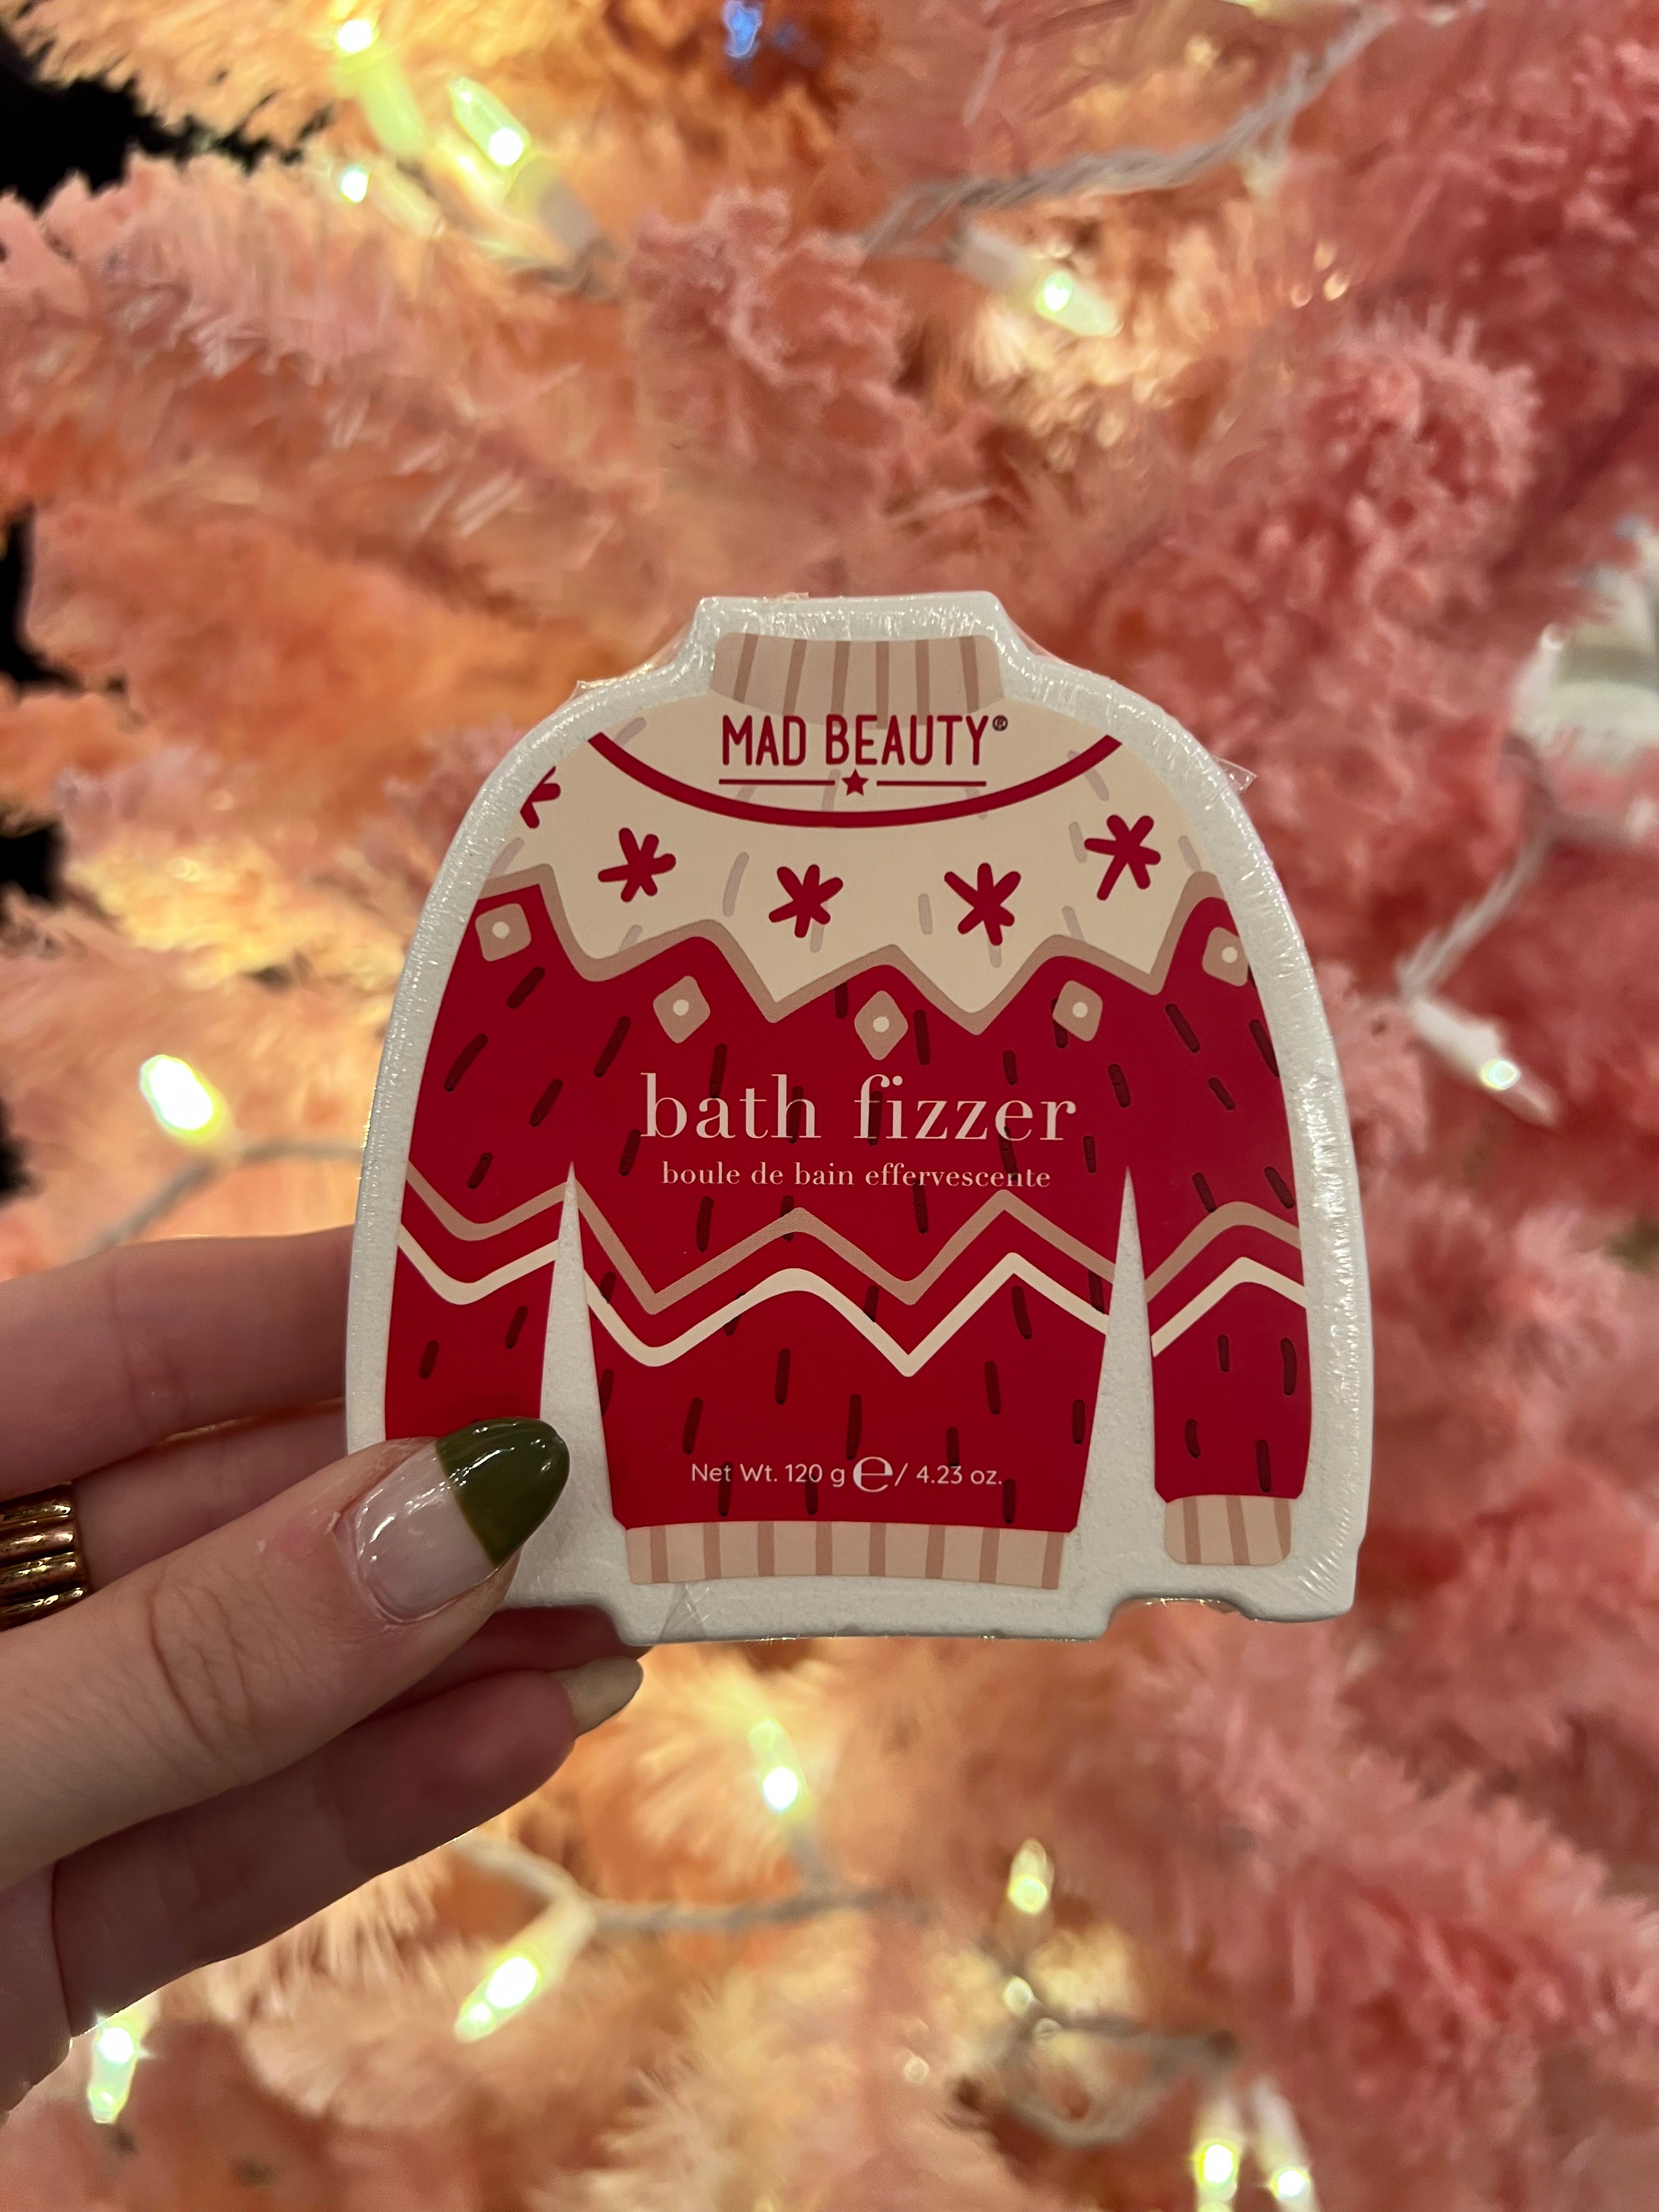 MAD BEAUTY®
bath fizzer
boule de bain effervescente
Net Wt. 120 g ℮/ 4.23 oz.